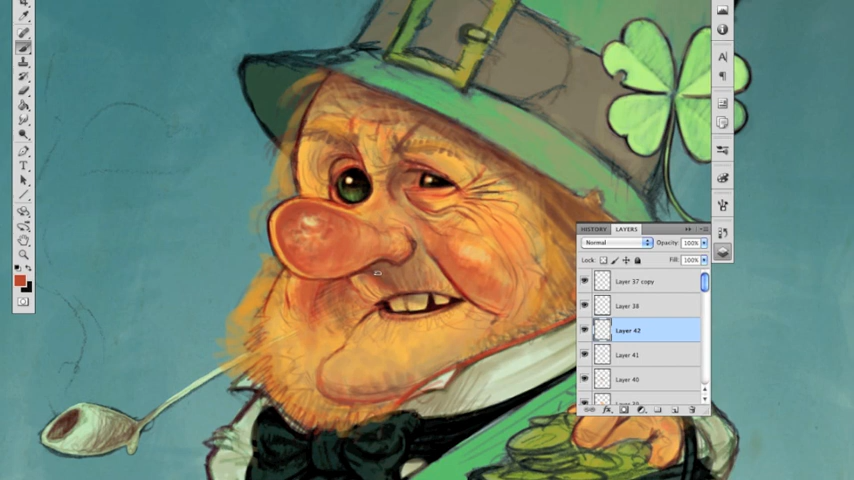 HISTORY LAYERS
Normal Opacity: 100%
Lock: Fill: 100%
Layer 37 copy
Layer 38
Layer 42
Layer 41
Layer 40